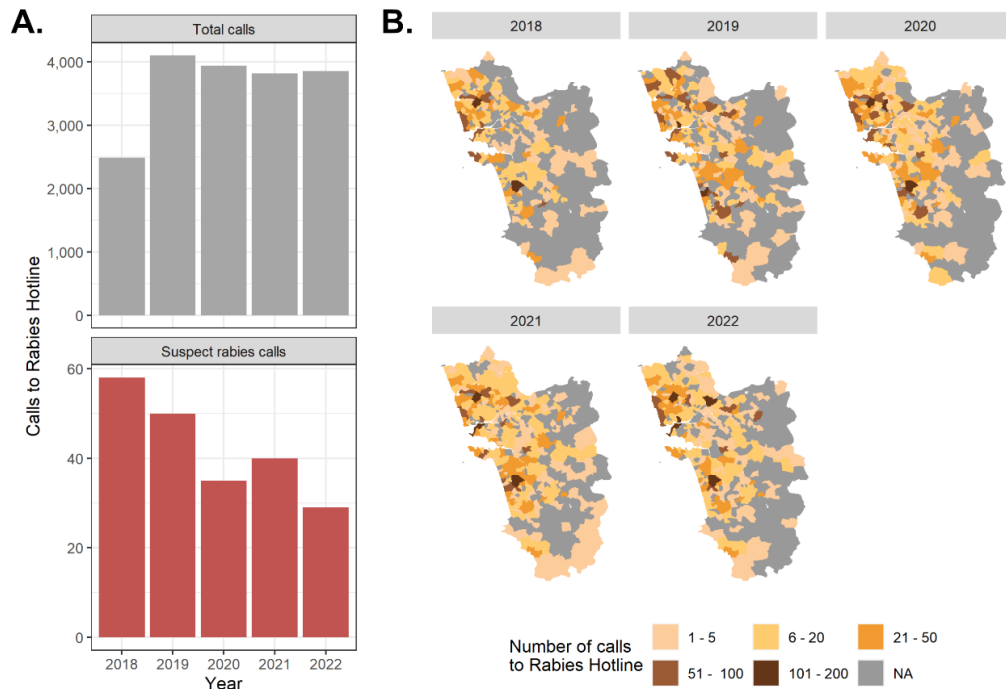 A.
Total calls
4,000
3,000
2,000
1,000
0
Calls to Rabies Hotline
Suspect rabies calls
60
40
20
0
2018 2019 2020 2021 2022
Year
B.
2018 2019 2020
2021 2022
Number of calls
to Rabies Hotline
1 - 5 6 - 20 21 - 50
51 - 100 101 - 200 NA